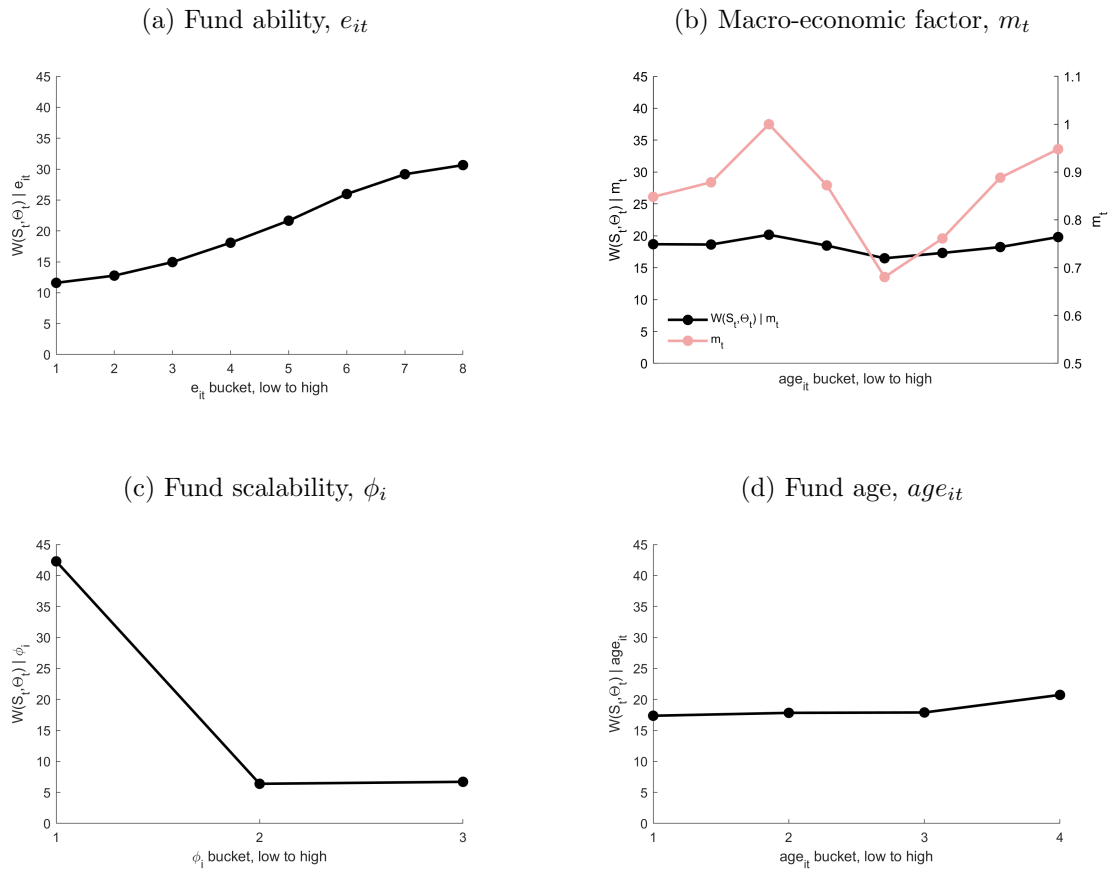 (a) Fund ability, e_it
45
40
35
30
25
20
15
10
5
0
W(S_t,Θ_t) | e_it
1 2 3 4 5 6 7 8
e_it bucket, low to high
(b) Macro-economic factor, m_t
45
40
35
30
25
20
15
10
5
0
W(S_t,Θ_t) | m_t
1.1
1
0.9
0.8
0.7
0.6
0.5
m_t
W(S_t,Θ_t) | m_t
m_t
age_it bucket, low to high
(c) Fund scalability, ϕ_i
45
40
35
30
25
20
15
10
5
0
W(S_t,Θ_t) | ϕ_i
1 2 3
ϕ_i bucket, low to high
(d) Fund age, age_it
45
40
35
30
25
20
15
10
5
0
W(S_t,Θ_t) | age_it
1 2 3 4
age_it bucket, low to high